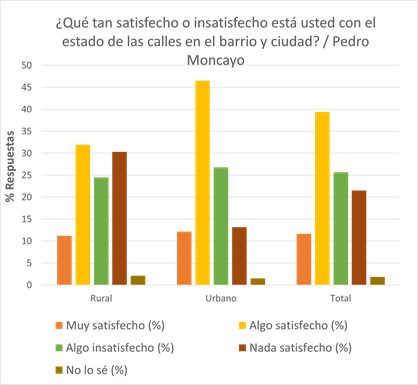 ¿Qué tan satisfecho o insatisfecho está usted con el
estado de las calles en el barrio y ciudad? / Pedro
Moncayo
% Respuestas
50
45
40
35
30
25
20
15
10
5
0
Rural Urbano Total
Muy satisfecho (%) Algo satisfecho (%)
Algo insatisfecho (%) Nada satisfecho (%)
No lo sé (%)